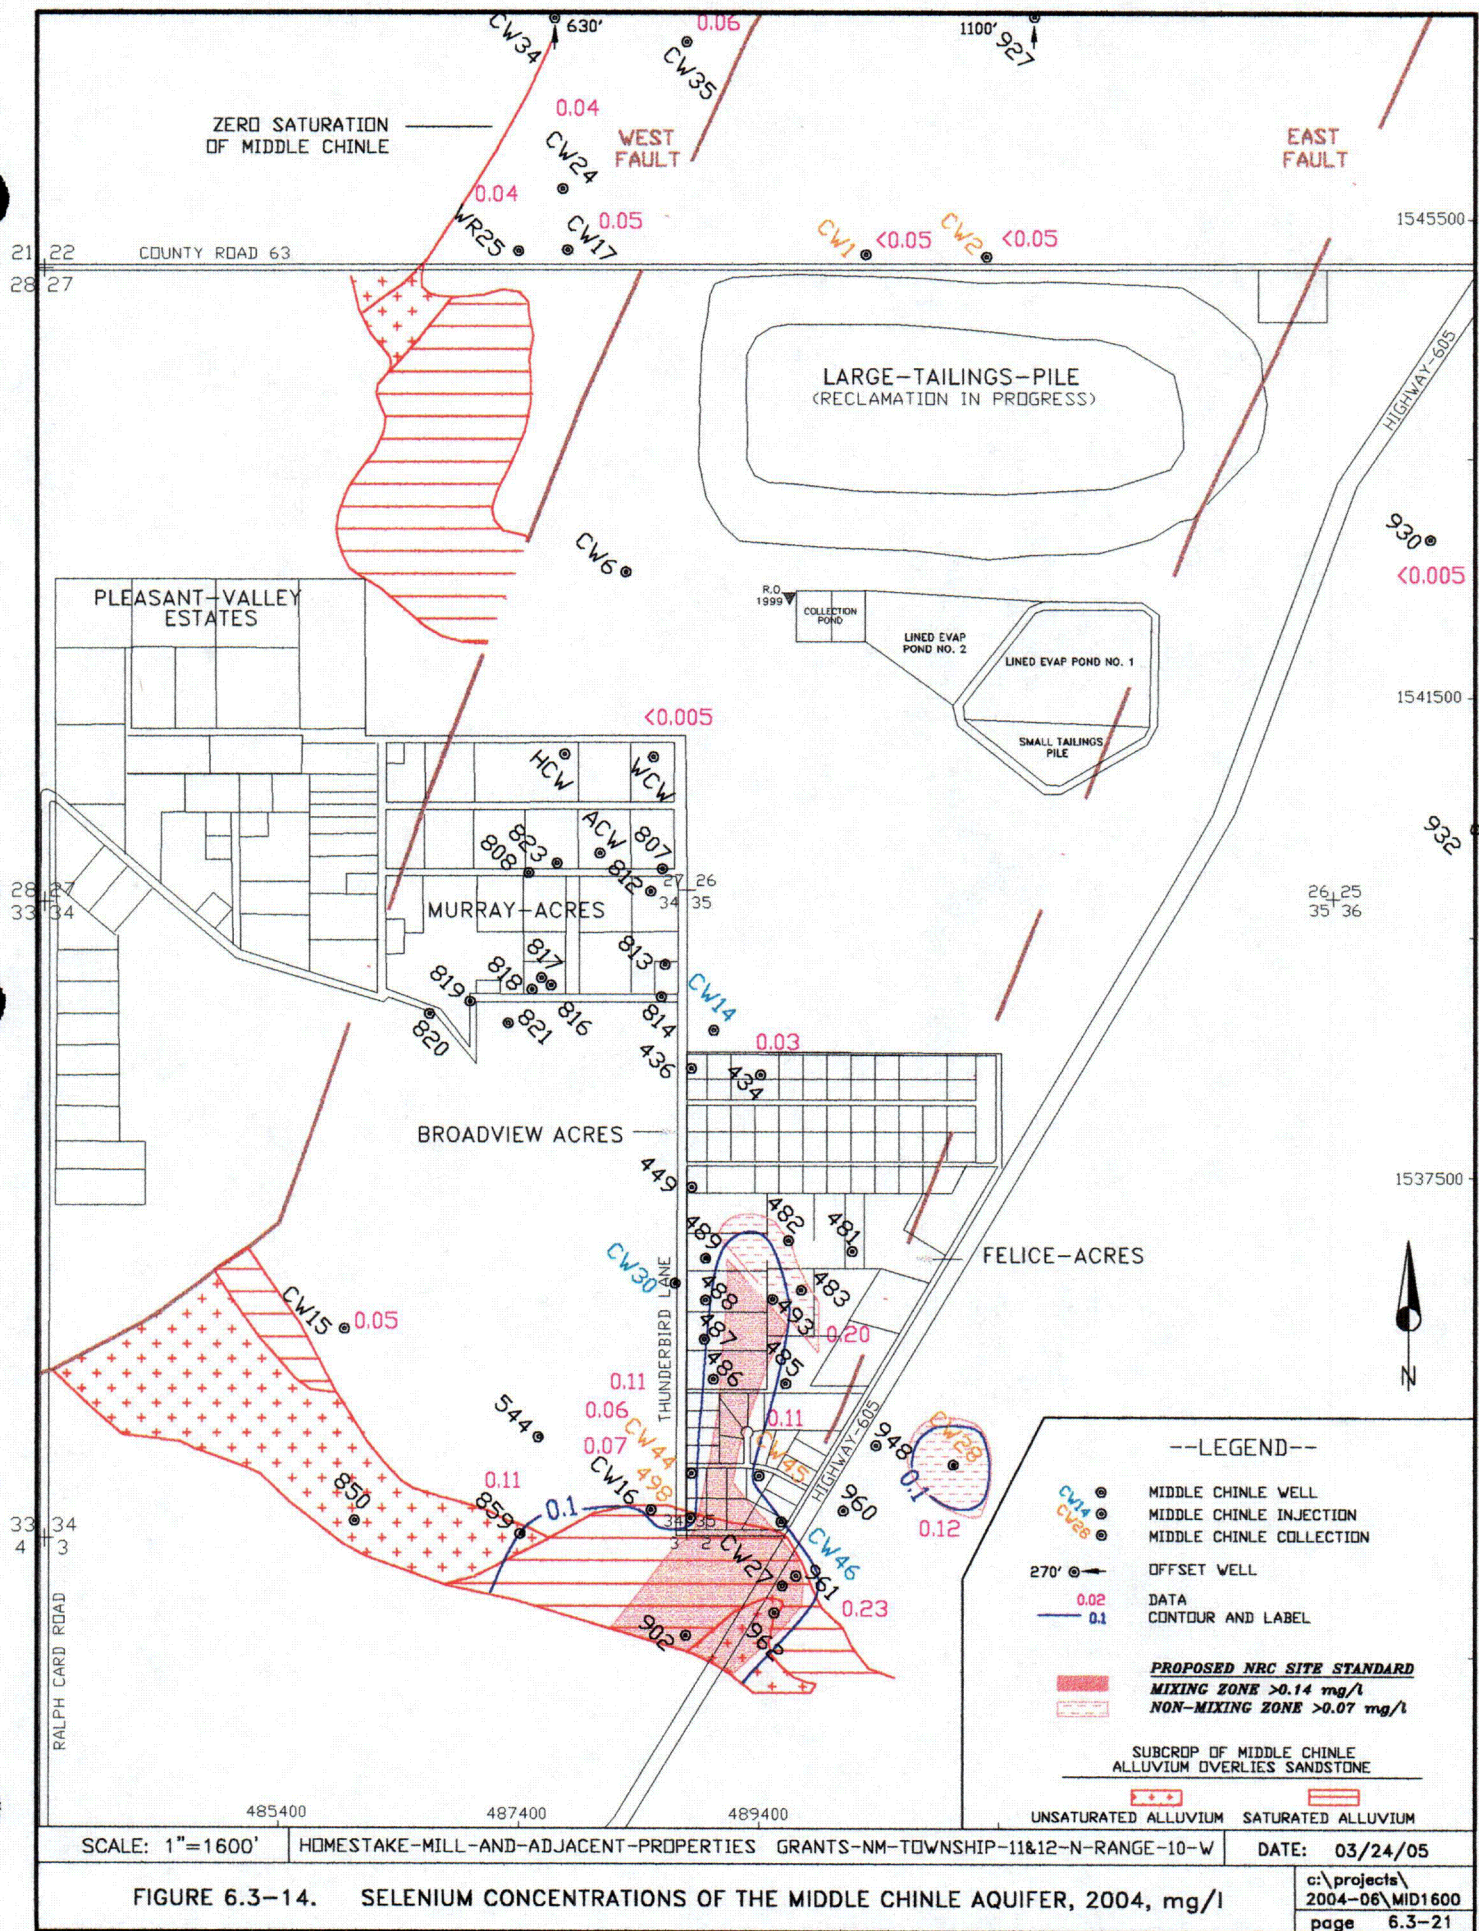 CW34
630'
0.06
CW35
1100'
927
ZERO SATURATION
OF MIDDLE CHINLE
0.04
WEST
FAULT
EAST
FAULT
CW24
0.04
WR25
0.05
CW17
CW1
<0.05
CW2
<0.05
1545500
21 22
28 27
COUNTY ROAD 63
HIGHWAY-605
LARGE-TAILINGS-PILE
(RECLAMATION IN PROGRESS)
930
<0.005
CW6
PLEASANT-VALLEY
ESTATES
R.O.
1999
COLLECTION
POND
LINED EVAP
POND NO. 2
LINED EVAP POND NO. 1
SMALL TAILINGS
PILE
1541500
<0.005
HCW
WCW
932
808
823
ACW
807
812
28 27
33 34
27 26
34 35
26 25
35 36
MURRAY-ACRES
813
817
818
819
816
814
CW14
820
821
0.03
436
434
BROADVIEW ACRES
449
1537500
482
481
489
FELICE-ACRES
CW30
488
483
493
THUNDERBIRD LANE
CW15
0.05
487
0.20
485
486
0.11
0.06
0.11
544
0.07
CW44
CW45
HIGHWAY-605
948
CW28
0.1
0.11
850
859
0.1
CW16
498
960
0.12
33 34
4 3
34 35
3 2
CW46
CW27
961
0.23
902
962
RALPH CARD ROAD
N
--LEGEND--
CW14
CW26
MIDDLE CHINLE WELL
MIDDLE CHINLE INJECTION
MIDDLE CHINLE COLLECTION
270'
OFFSET WELL
0.02
DATA
0.1
CONTOUR AND LABEL
PROPOSED NRC SITE STANDARD
MIXING ZONE >0.14 mg/l
NON-MIXING ZONE >0.07 mg/l
SUBCROP OF MIDDLE CHINLE
ALLUVIUM OVERLIES SANDSTONE
UNSATURATED ALLUVIUM
SATURATED ALLUVIUM
485400
487400
489400
SCALE: 1"=1600'
HOMESTAKE-MILL-AND-ADJACENT-PROPERTIES GRANTS-NM-TOWNSHIP-11&12-N-RANGE-10-W
DATE: 03/24/05
FIGURE 6.3-14. SELENIUM CONCENTRATIONS OF THE MIDDLE CHINLE AQUIFER, 2004, mg/l
c:\projects\
2004-06\MID1600
page 6.3-21